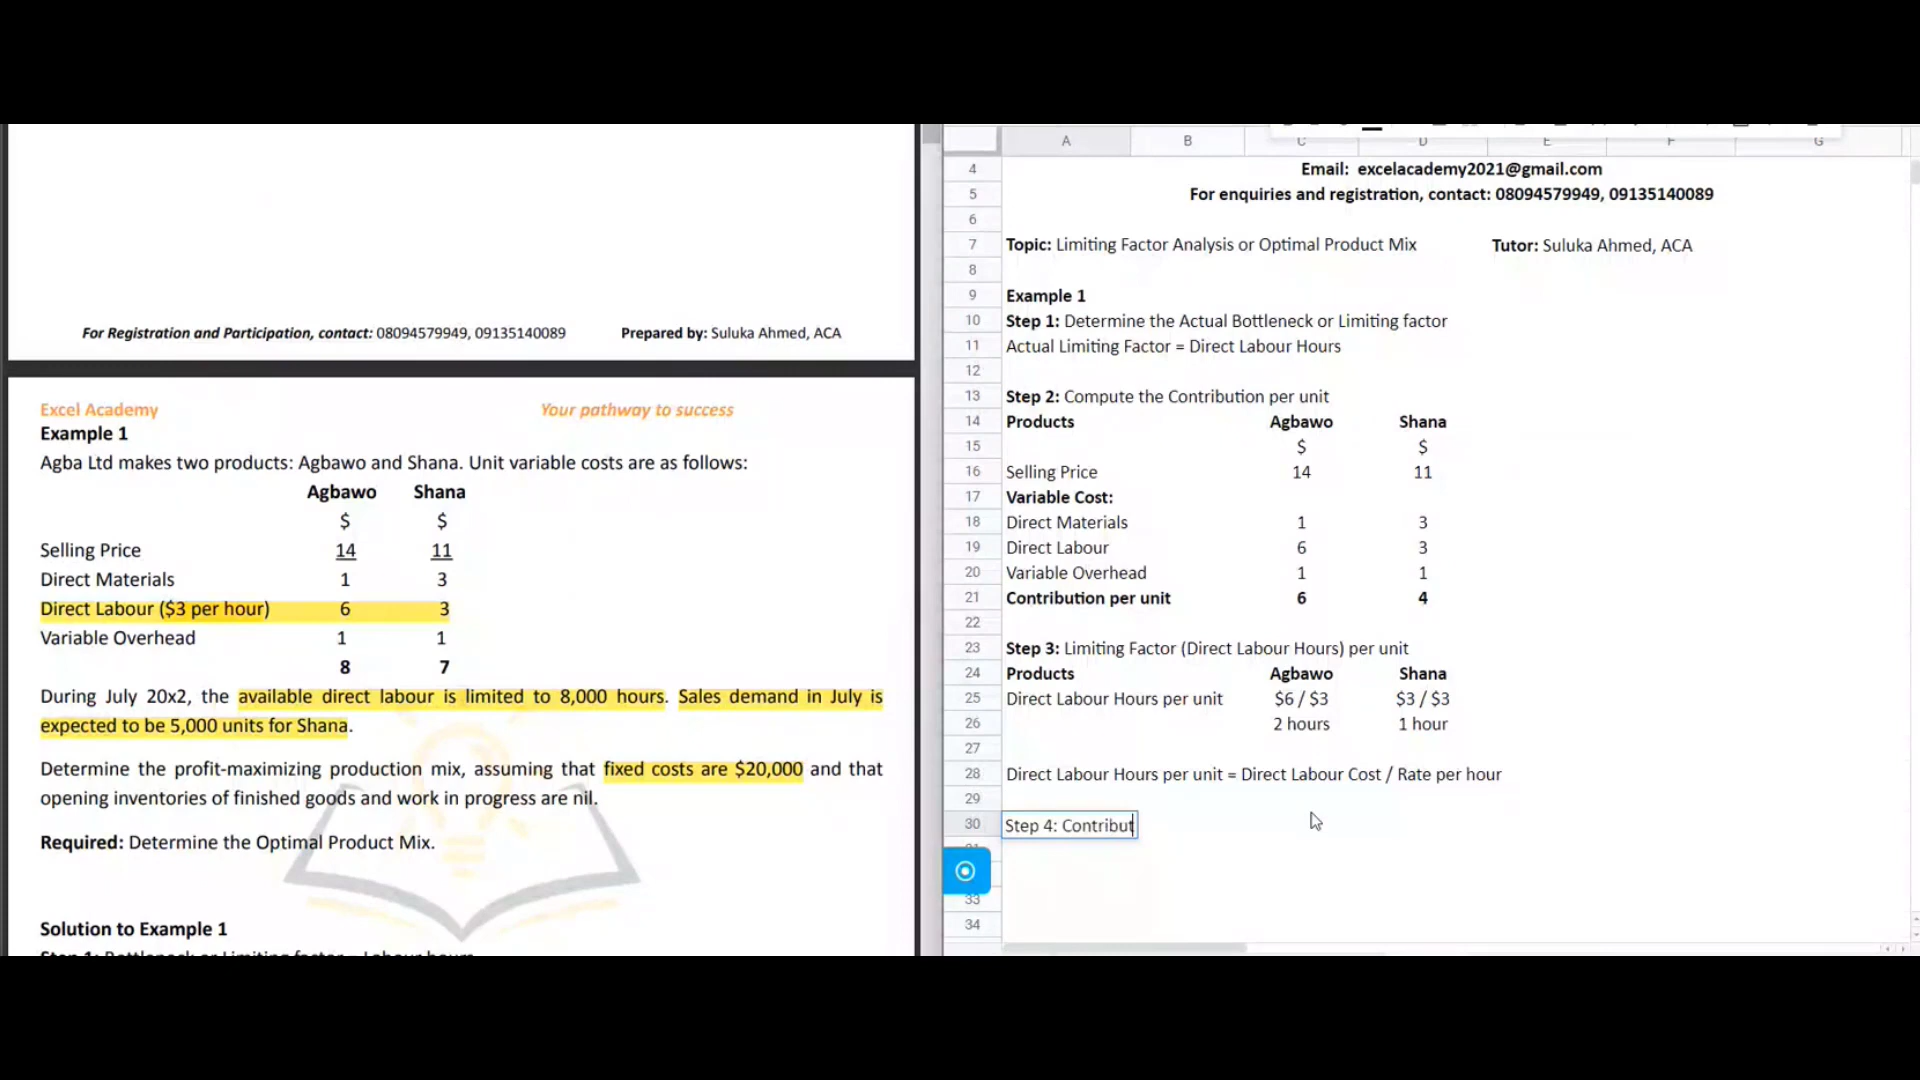 For Registration and Participation, contact: 08094579949, 09135140089 Prepared by: Suluka Ahmed, ACA
Excel Academy Your pathway to success
Example 1
Agba Ltd makes two products: Agbawo and Shana. Unit variable costs are as follows:
Agbawo Shana
$ $
Selling Price 14 11
Direct Materials 1 3
Direct Labour ($3 per hour) 6 3
Variable Overhead 1 1
8 7
During July 20x2, the available direct labour is limited to 8,000 hours. Sales demand in July is
expected to be 5,000 units for Shana.
Determine the profit-maximizing production mix, assuming that fixed costs are $20,000 and that
opening inventories of finished goods and work in progress are nil.
Required: Determine the Optimal Product Mix.
Solution to Example 1
A B C D E F G
4 Email: excelacademy2021@gmail.com
5 For enquiries and registration, contact: 08094579949, 09135140089
6
7 Topic: Limiting Factor Analysis or Optimal Product Mix Tutor: Suluka Ahmed, ACA
8
9 Example 1
10 Step 1: Determine the Actual Bottleneck or Limiting factor
11 Actual Limiting Factor = Direct Labour Hours
12
13 Step 2: Compute the Contribution per unit
14 Products Agbawo Shana
15 $ $
16 Selling Price 14 11
17 Variable Cost:
18 Direct Materials 1 3
19 Direct Labour 6 3
20 Variable Overhead 1 1
21 Contribution per unit 6 4
22
23 Step 3: Limiting Factor (Direct Labour Hours) per unit
24 Products Agbawo Shana
25 Direct Labour Hours per unit $6 / $3 $3 / $3
26 2 hours 1 hour
27
28 Direct Labour Hours per unit = Direct Labour Cost / Rate per hour
29
30 Step 4: Contribut
33
34